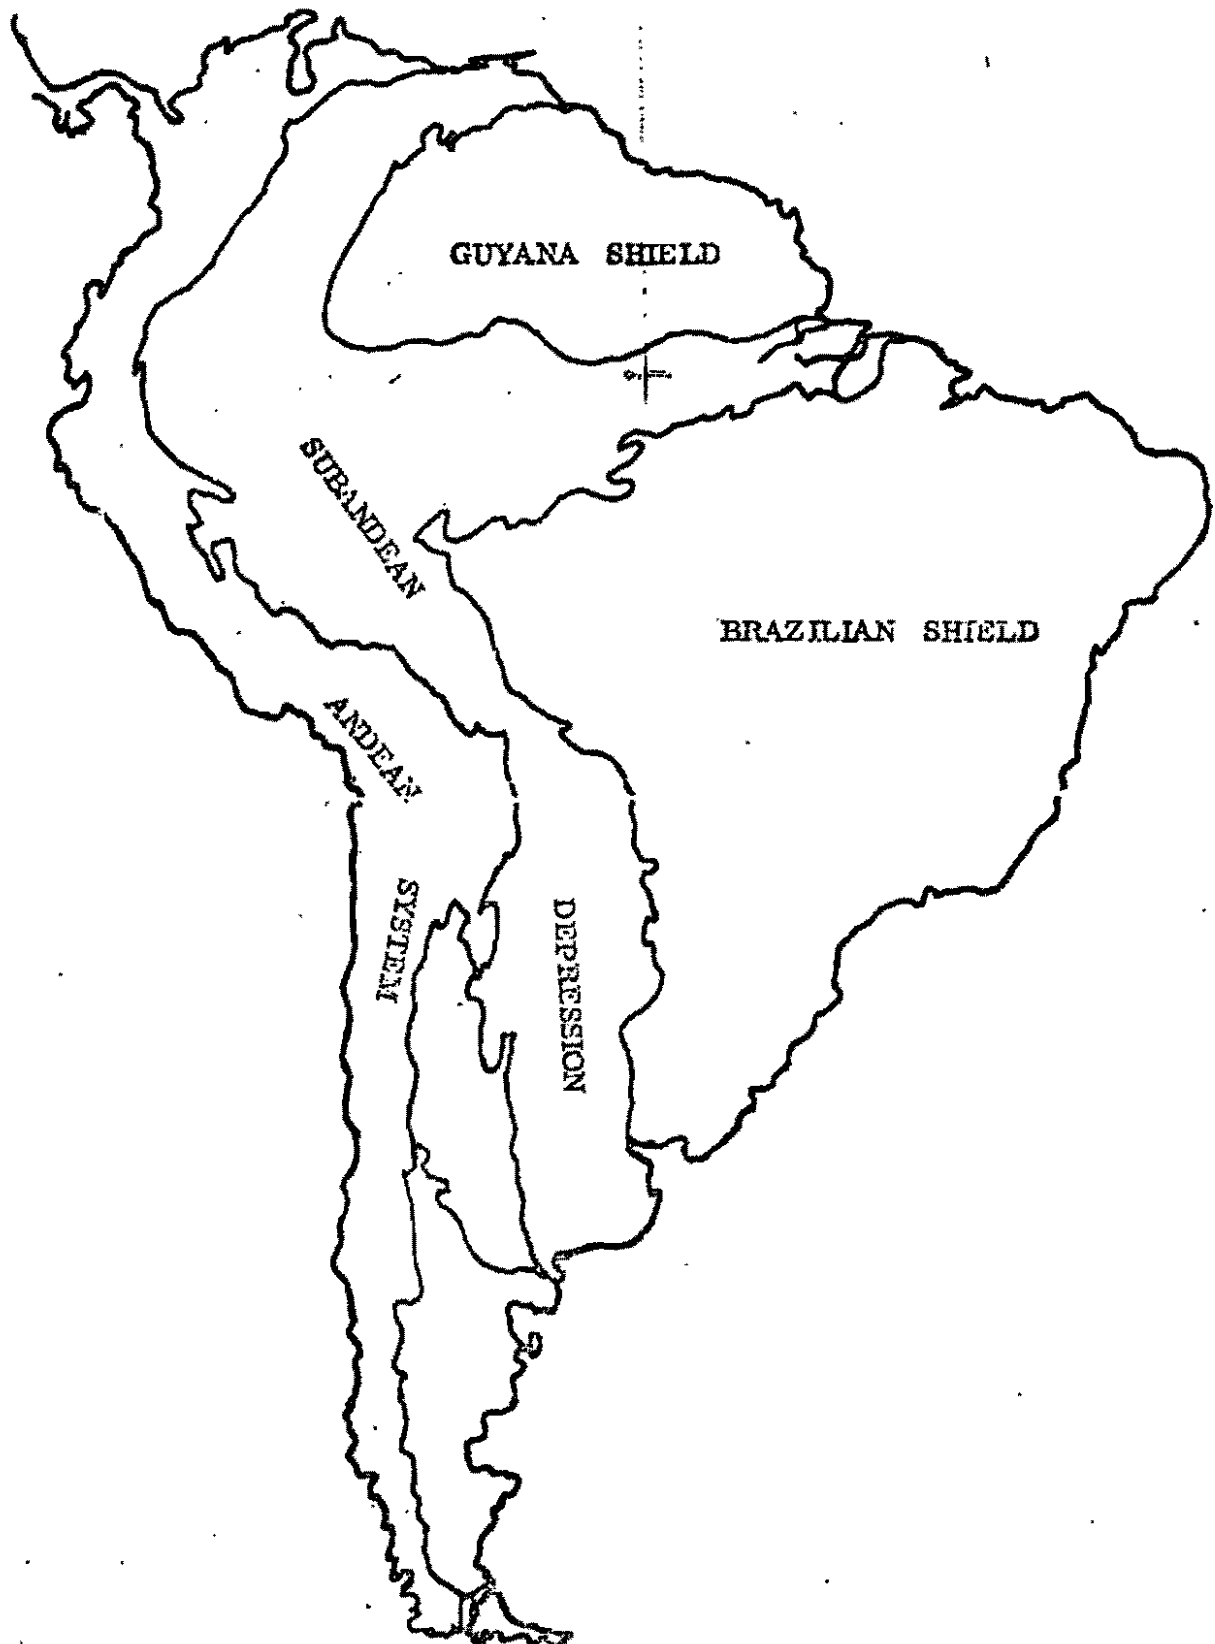 GUYANA SHIELD
SUBANDEAN
BRAZILIAN SHIELD
ANDEAN
SYSTEM
DEPRESSION